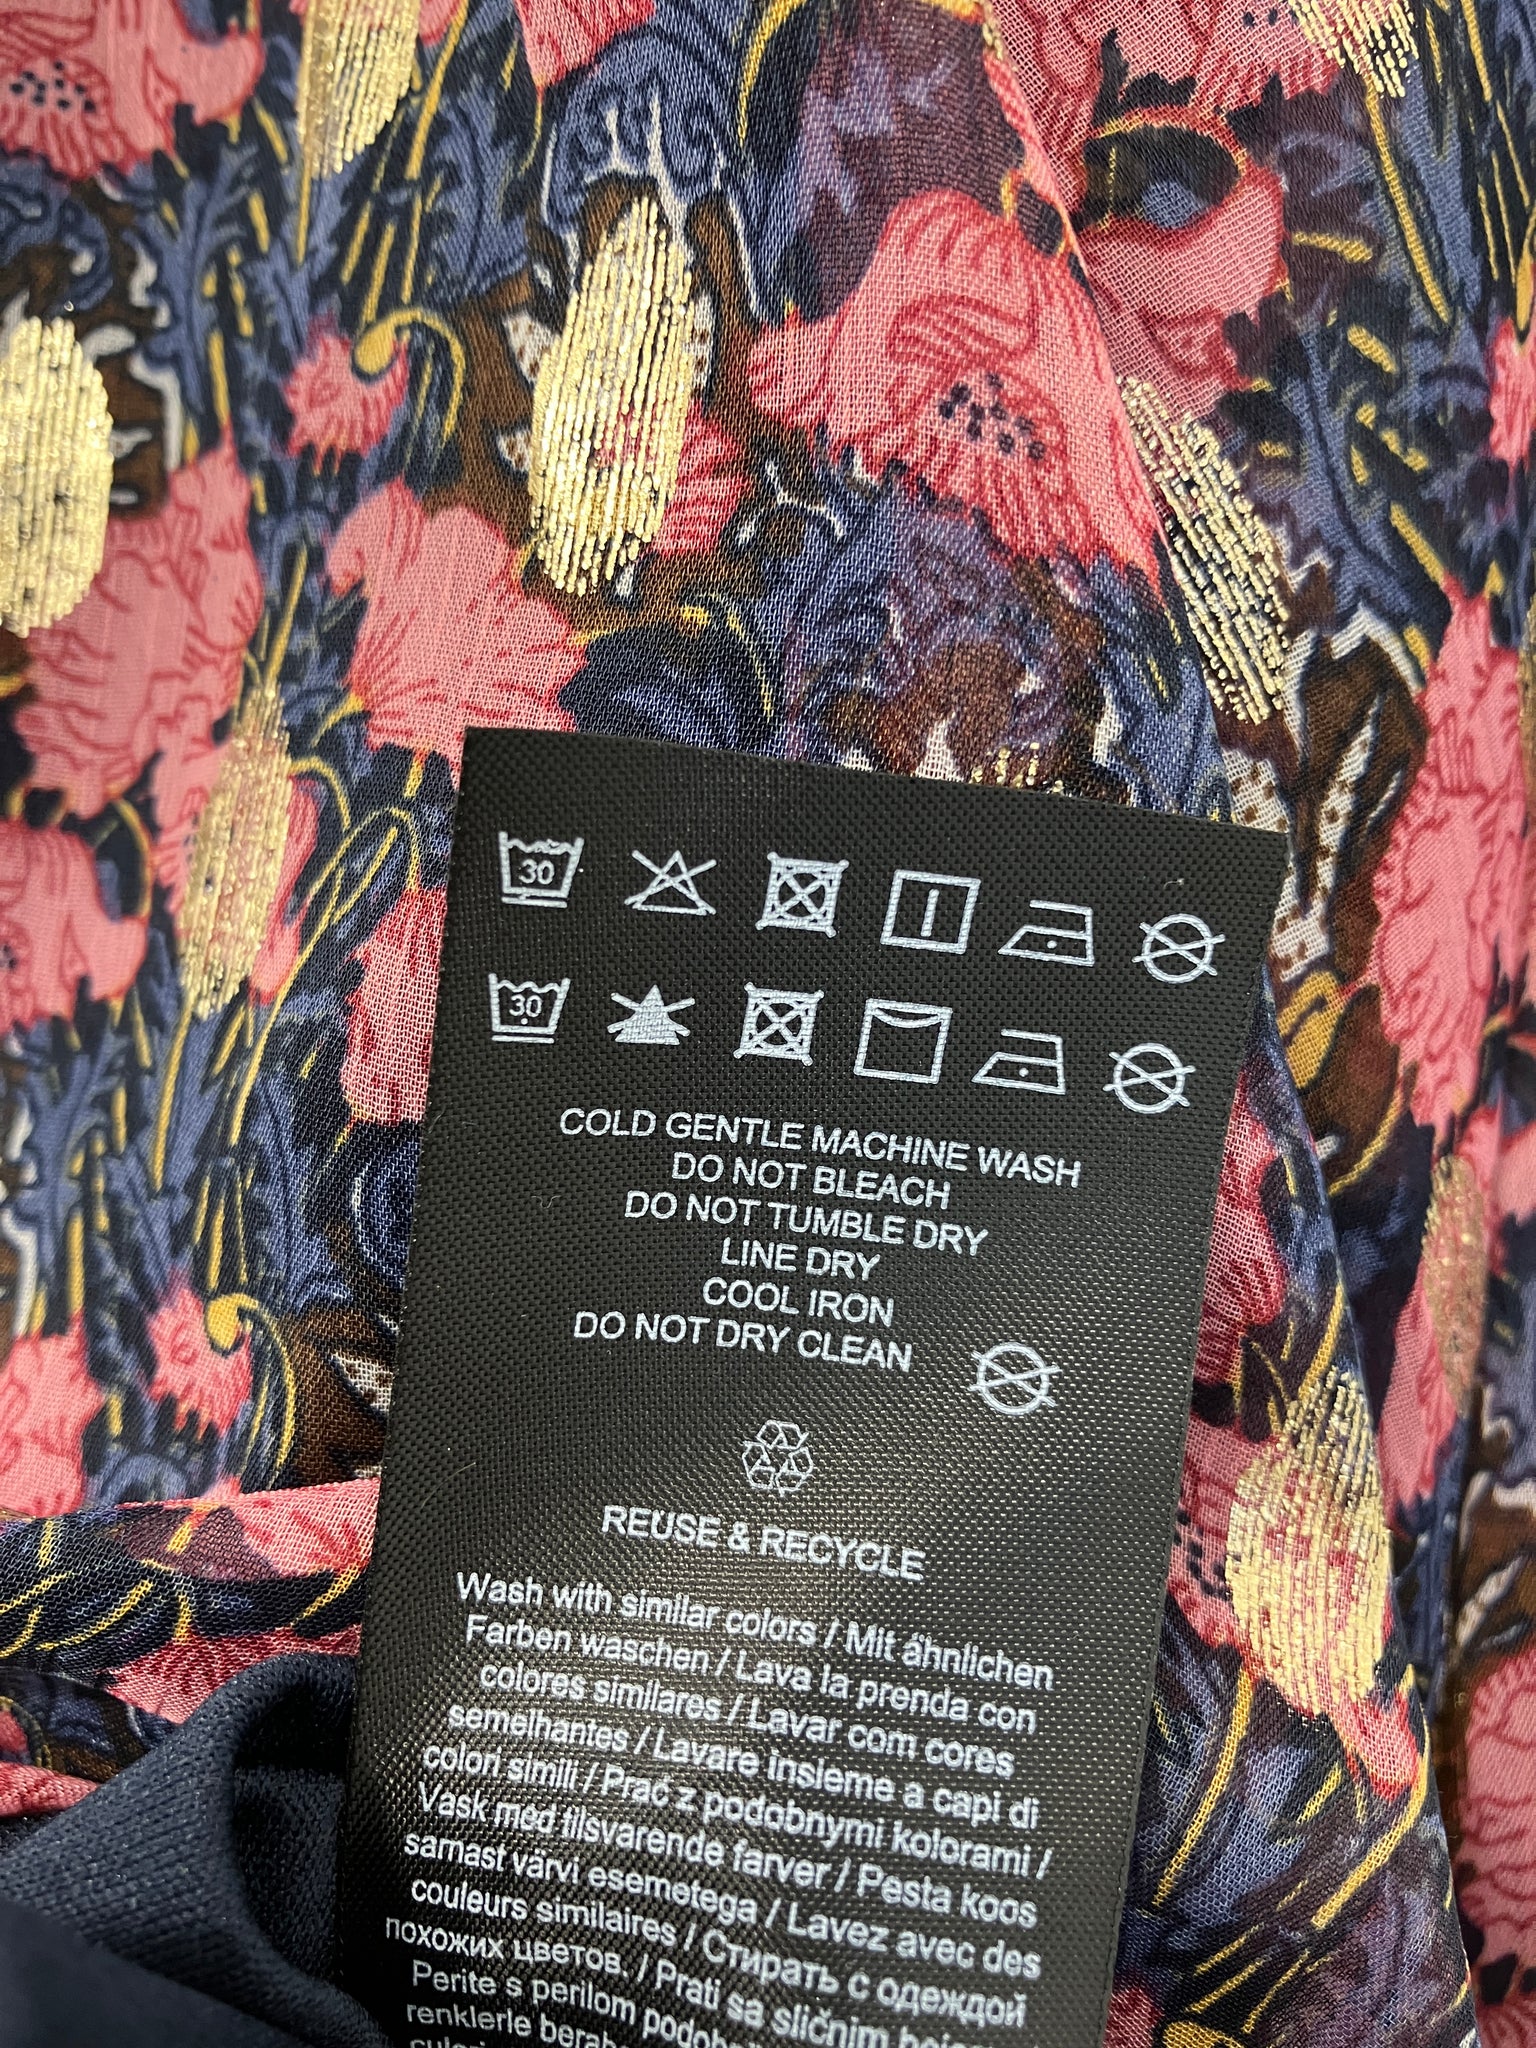 30
30
COLD GENTLE MACHINE WASH
DO NOT BLEACH
DO NOT TUMBLE DRY
LINE DRY
COOL IRON
DO NOT DRY CLEAN
REUSE & RECYCLE
Wash with similar colors / Mit ähnlichen
Farben waschen / Lava la prenda con
colores similares / Lavar com cores
semelhantes / Lavare insieme a capi di
colori simili / Prać z podobnymi kolorami /
Vask med tilsvarende farver / Pesta koos
samast värvi esemetega / Lavez avec des
couleurs similaires / Стирать с одеждой
похожих цветов. / Prati sa sličnim
Perite s perilom
renklerle